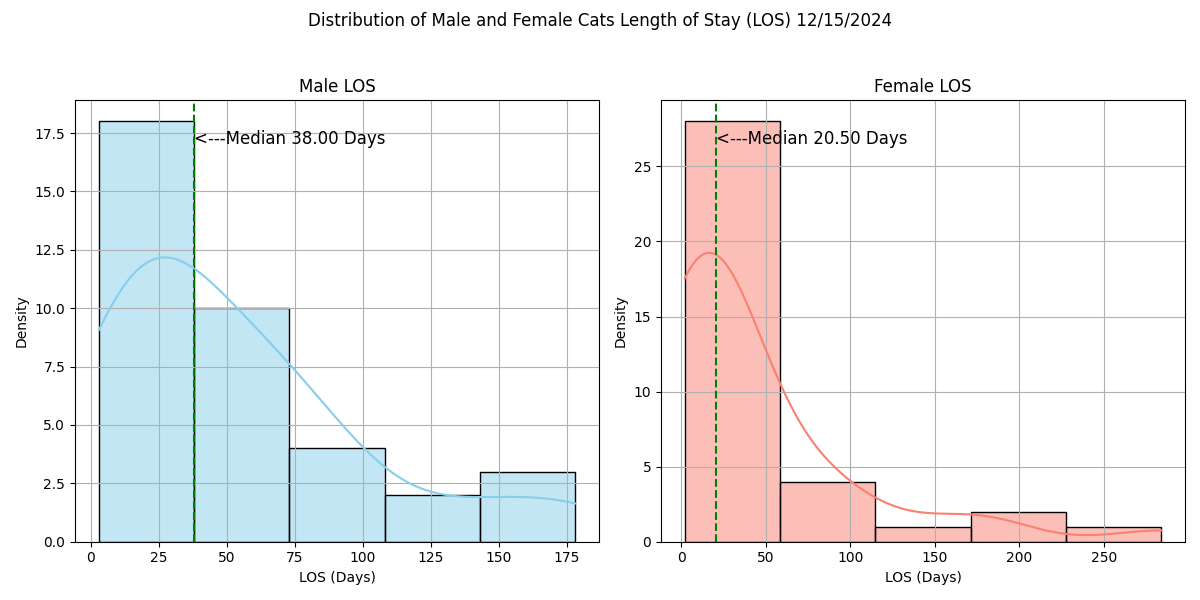 Distribution of Male and Female Cats Length of Stay (LOS) 12/15/2024
Male LOS
17.5
15.0
12.5
10.0
7.5
5.0
2.5
0.0
Density
<---Median 38.00 Days
0 25 50 75 100 125 150 175
LOS (Days)
Female LOS
25
20
15
10
5
0
Density
<---Median 20.50 Days
0 50 100 150 200 250
LOS (Days)